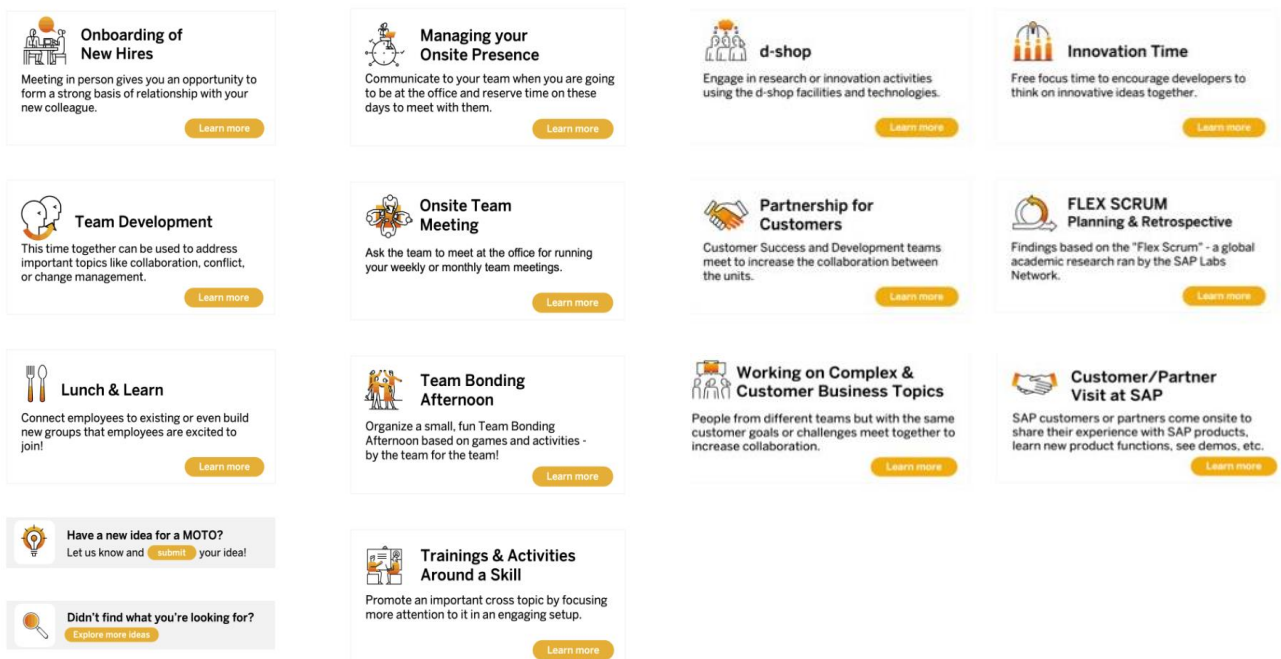 Onboarding of
New Hires
Meeting in person gives you an opportunity to
form a strong basis of relationship with your
new colleague.
Learn more
Team Development
This time together can be used to address
important topics like collaboration, conflict,
or change management.
Learn more
Lunch & Learn
Connect employees to existing or even build
new groups that employees are excited to
join!
Learn more
Have a new idea for a MOTO?
Let us know and submit your idea!
Didn't find what you're looking for?
Explore more ideas
Managing your
Onsite Presence
Communicate to your team when you are going
to be at the office and reserve time on these
days to meet with them.
Learn more
Onsite Team
Meeting
Ask the team to meet at the office for running
your weekly or monthly team meetings.
Learn more
Team Bonding
Afternoon
Organize a small, fun Team Bonding
Afternoon based on games and activities -
by the team for the team!
Learn more
Trainings & Activities
Around a Skill
Promote an important cross topic by focusing
more attention to it in an engaging setup.
Learn more
d-shop
Engage in research or innovation activities
using the d-shop facilities and technologies.
Learn more
Partnership for
Customers
Customer Success and Development teams
meet to increase the collaboration between
the units.
Learn more
Working on Complex &
Customer Business Topics
People from different teams but with the same
customer goals or challenges meet together to
increase collaboration.
Learn more
Innovation Time
Free focus time to encourage developers to
think on innovative ideas together.
Learn more
FLEX SCRUM
Planning & Retrospective
Findings based on the "Flex Scrum" - a global
academic research ran by the SAP Labs
Network.
Learn more
Customer/Partner
Visit at SAP
SAP customers or partners come onsite to
share their experience with SAP products,
learn new product functions, see demos, etc.
Learn more